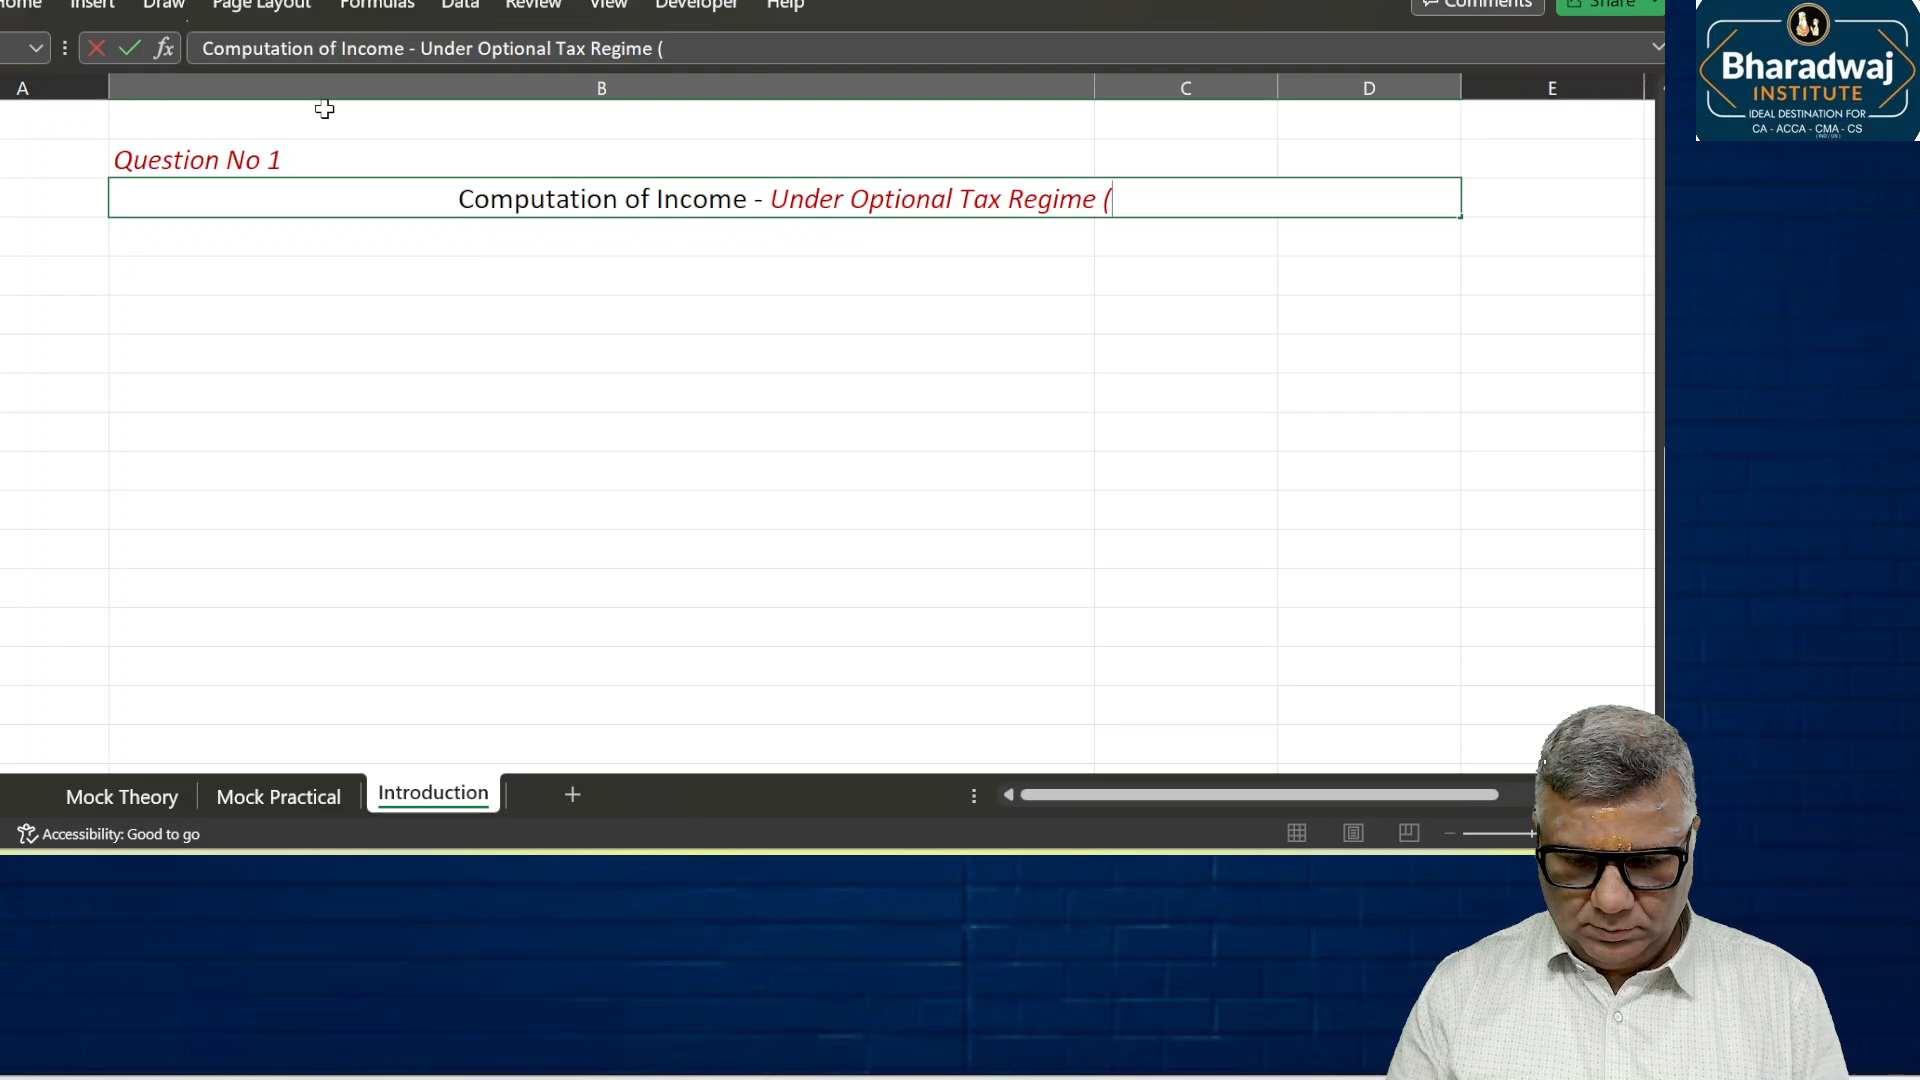 Home Insert Draw Page Layout Formulas Data Review View Developer Help Comments Share
fx Computation of Income - Under Optional Tax Regime (
A B C D E
Question No 1
Computation of Income - Under Optional Tax Regime (
Mock Theory Mock Practical Introduction
Accessibility: Good to go
Bharadwaj
INSTITUTE
IDEAL DESTINATION FOR
CA - ACCA - CMA - CS